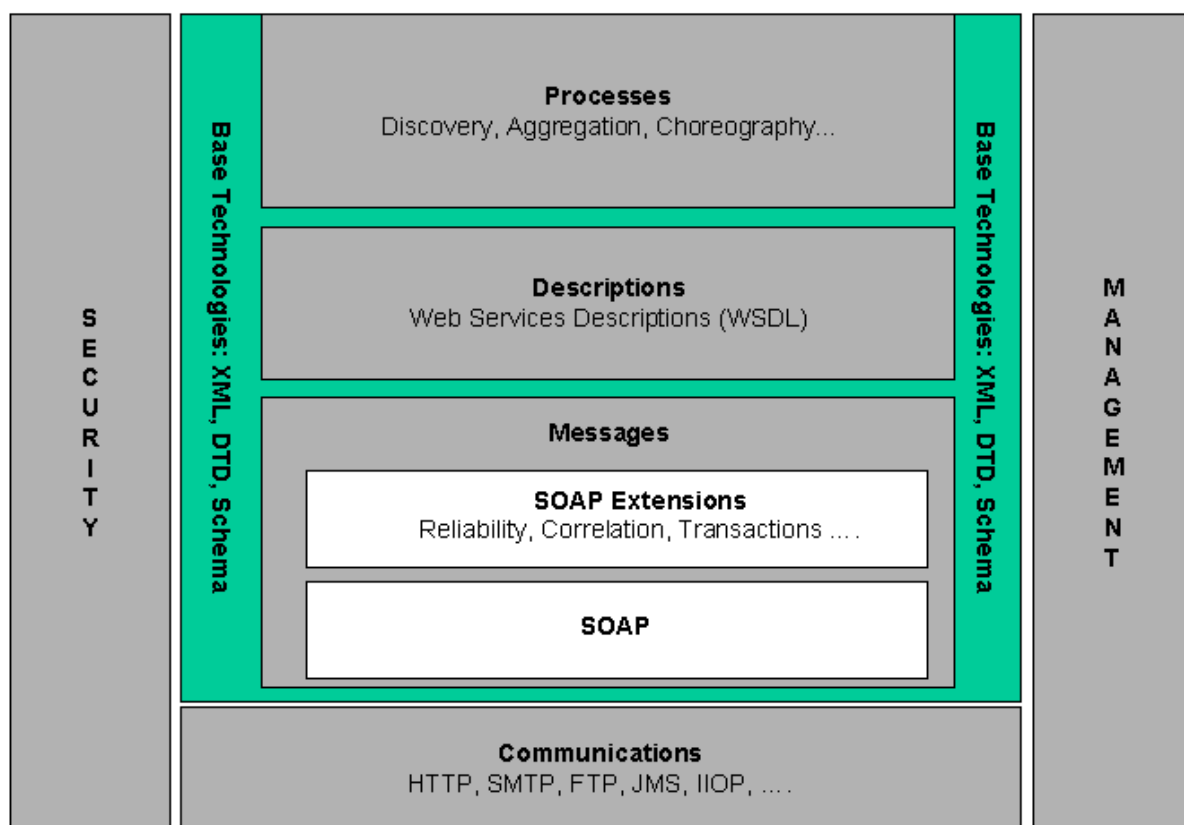 SECURITY
Base Technologies: XML, DTD, Schema
Processes
Discovery, Aggregation, Choreography...
Descriptions
Web Services Descriptions (WSDL)
Messages
SOAP Extensions
Reliability, Correlation, Transactions ....
SOAP
Base Technologies: XML, DTD, Schema
MANAGEMENT
Communications
HTTP, SMTP, FTP, JMS, IIOP, ....